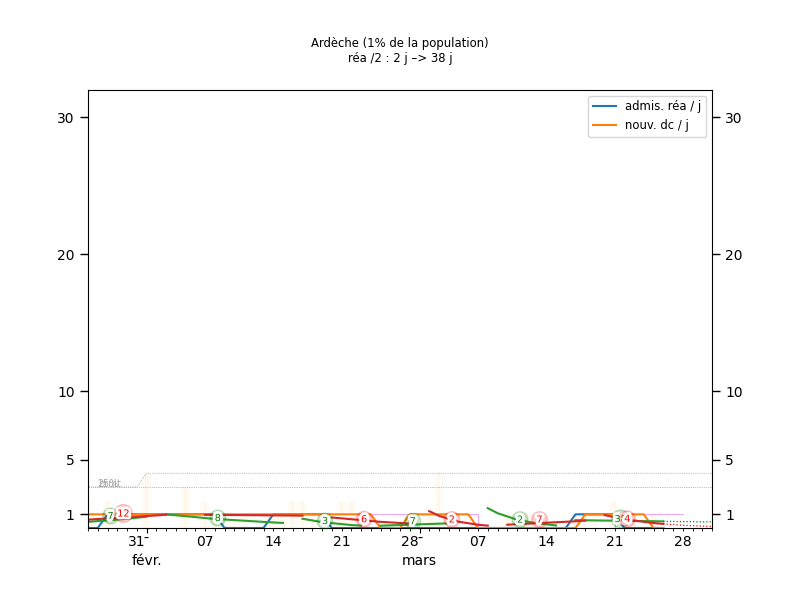 Ardèche (1% de la population)
réa /2 : 2 j –> 38 j
admis. réa / j
nouv. dc / j
30 30
20 20
10 10
5 5
1 1
7 12 8 3 6 7 2 2 7 3 4
31 07 14 21 28 07 14 21 28
févr. mars